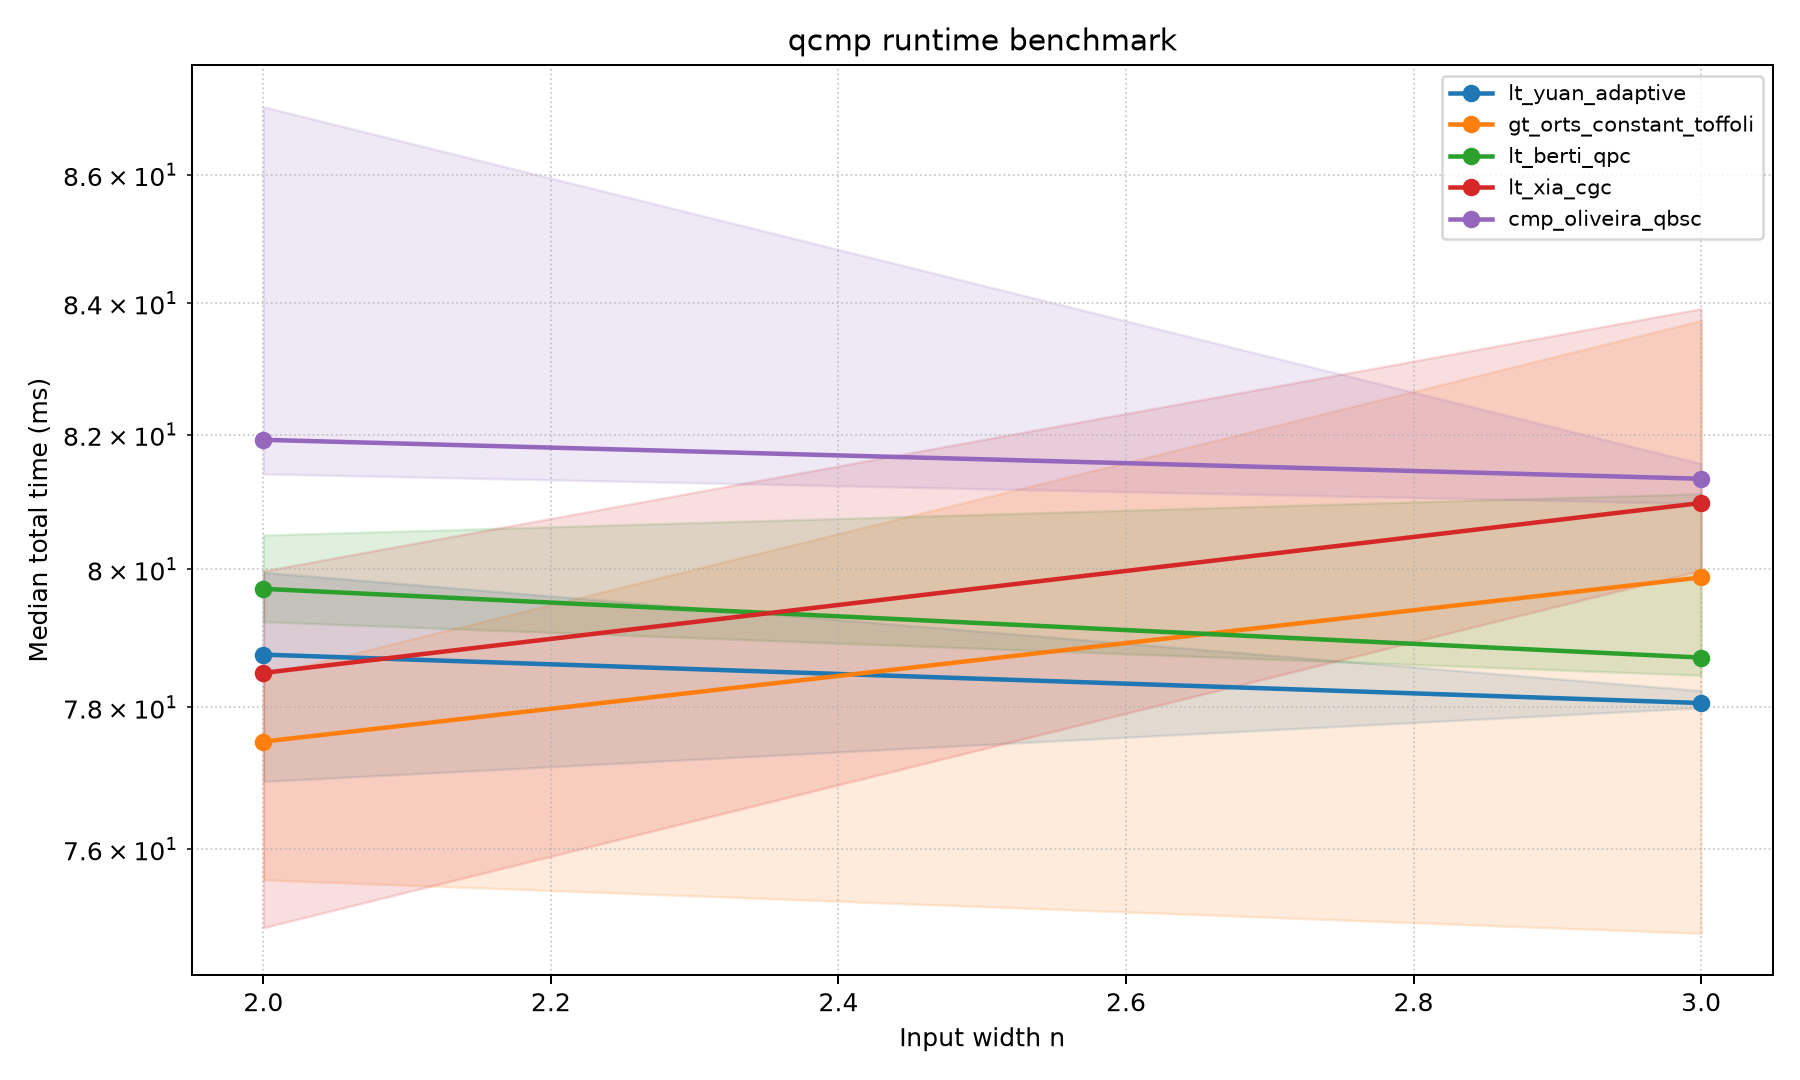 qcmp runtime benchmark
lt_yuan_adaptive
gt_orts_constant_toffoli
lt_berti_qpc
lt_xia_cgc
cmp_oliveira_qbsc
8.6 × 10¹
8.4 × 10¹
8.2 × 10¹
8 × 10¹
7.8 × 10¹
7.6 × 10¹
Median total time (ms)
2.0 2.2 2.4 2.6 2.8 3.0
Input width n